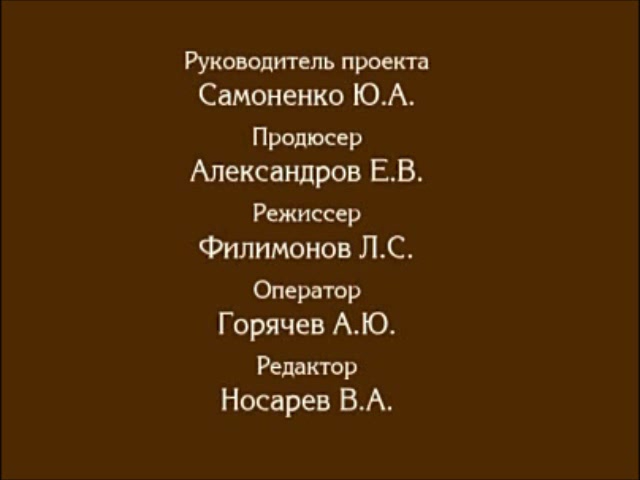 Руководитель проекта
Самоненко Ю.А.
Продюсер
Александров Е.В.
Режиссер
Филимонов Л.С.
Оператор
Горячев А.Ю.
Редактор
Носарев В.А.